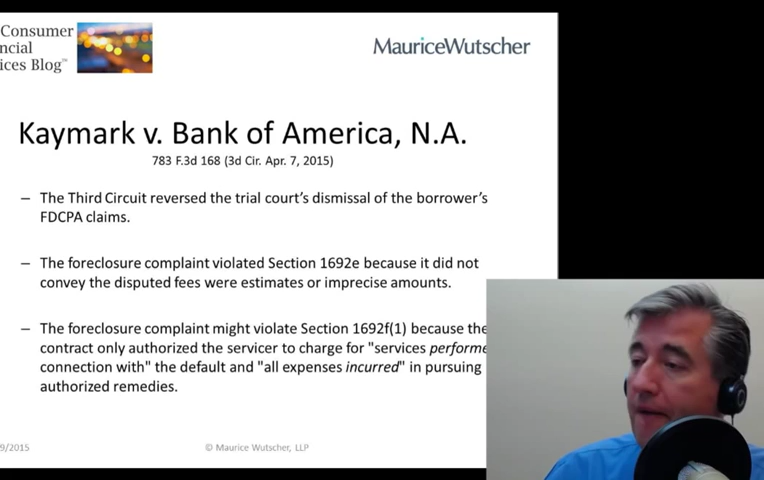 Consumer
ncial
ices Blog™
MauriceWutscher
Kaymark v. Bank of America, N.A.
783 F.3d 168 (3d Cir. Apr. 7, 2015)
– The Third Circuit reversed the trial court's dismissal of the borrower's
FDCPA claims.
– The foreclosure complaint violated Section 1692e because it did not
convey the disputed fees were estimates or imprecise amounts.
– The foreclosure complaint might violate Section 1692f(1) because the
contract only authorized the servicer to charge for "services performe
connection with" the default and "all expenses incurred" in pursuing
authorized remedies.
9/2015
© Maurice Wutscher, LLP